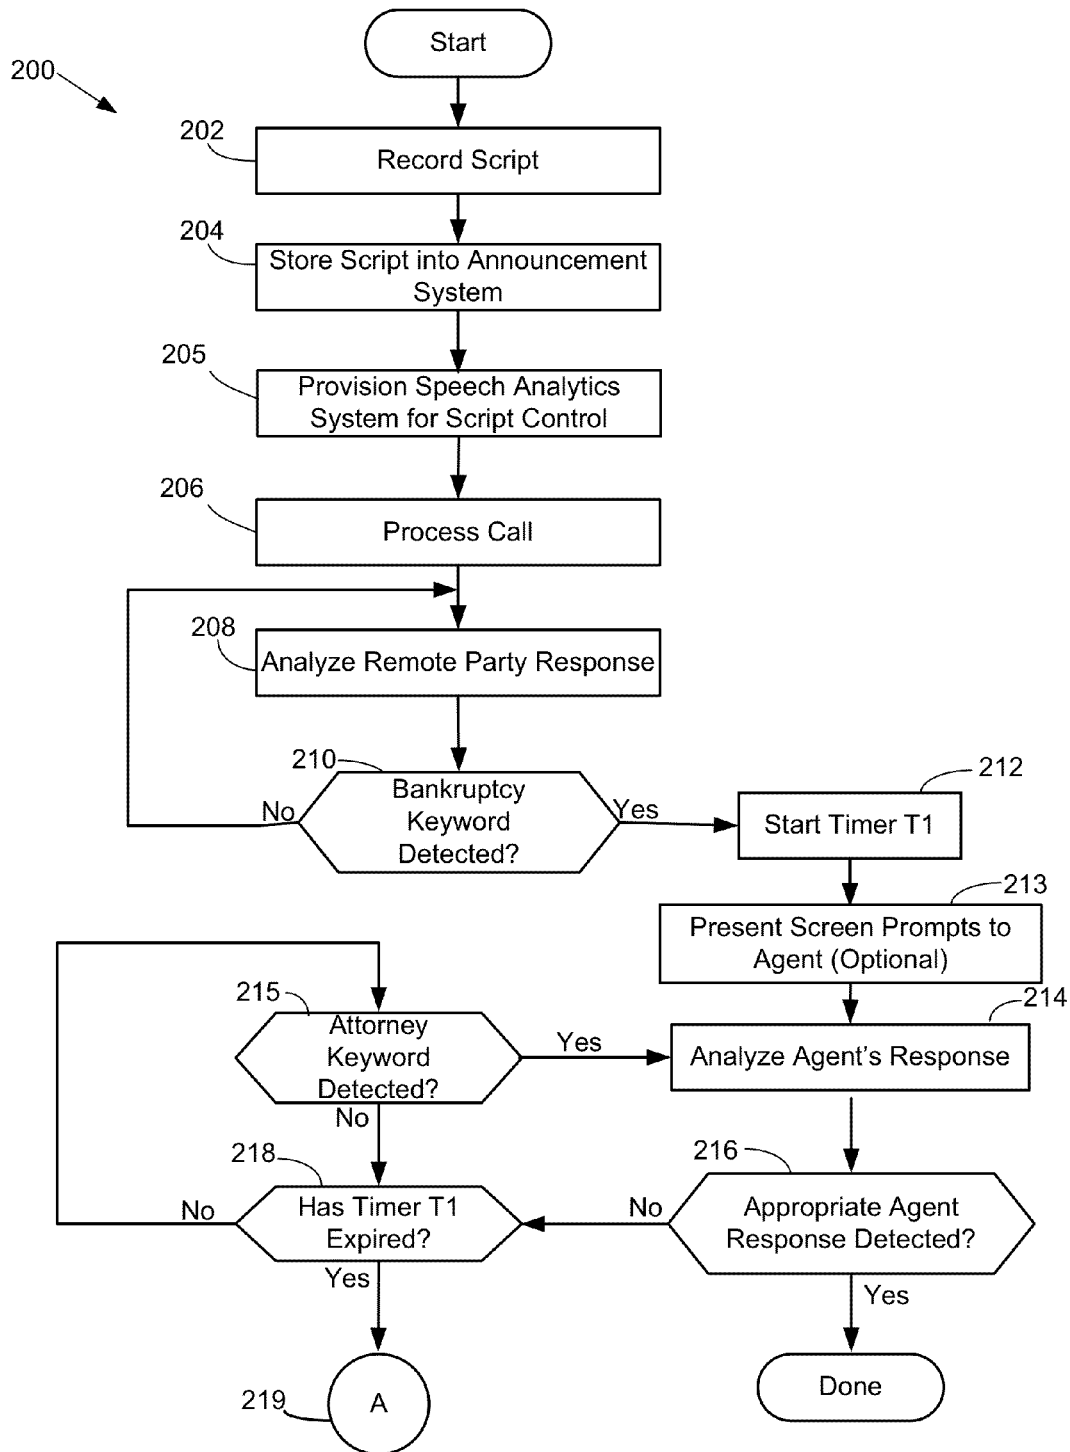 Start
200
202
Record Script
204
Store Script into Announcement
System
205
Provision Speech Analytics
System for Script Control
206
Process Call
208
Analyze Remote Party Response
210
Bankruptcy
Keyword
Detected?
No
Yes
212
Start Timer T1
213
Present Screen Prompts to
Agent (Optional)
214
Analyze Agent's Response
215
Attorney
Keyword
Detected?
Yes
No
216
Appropriate Agent
Response Detected?
No
Yes
218
Has Timer T1
Expired?
No
Yes
219
A
Done